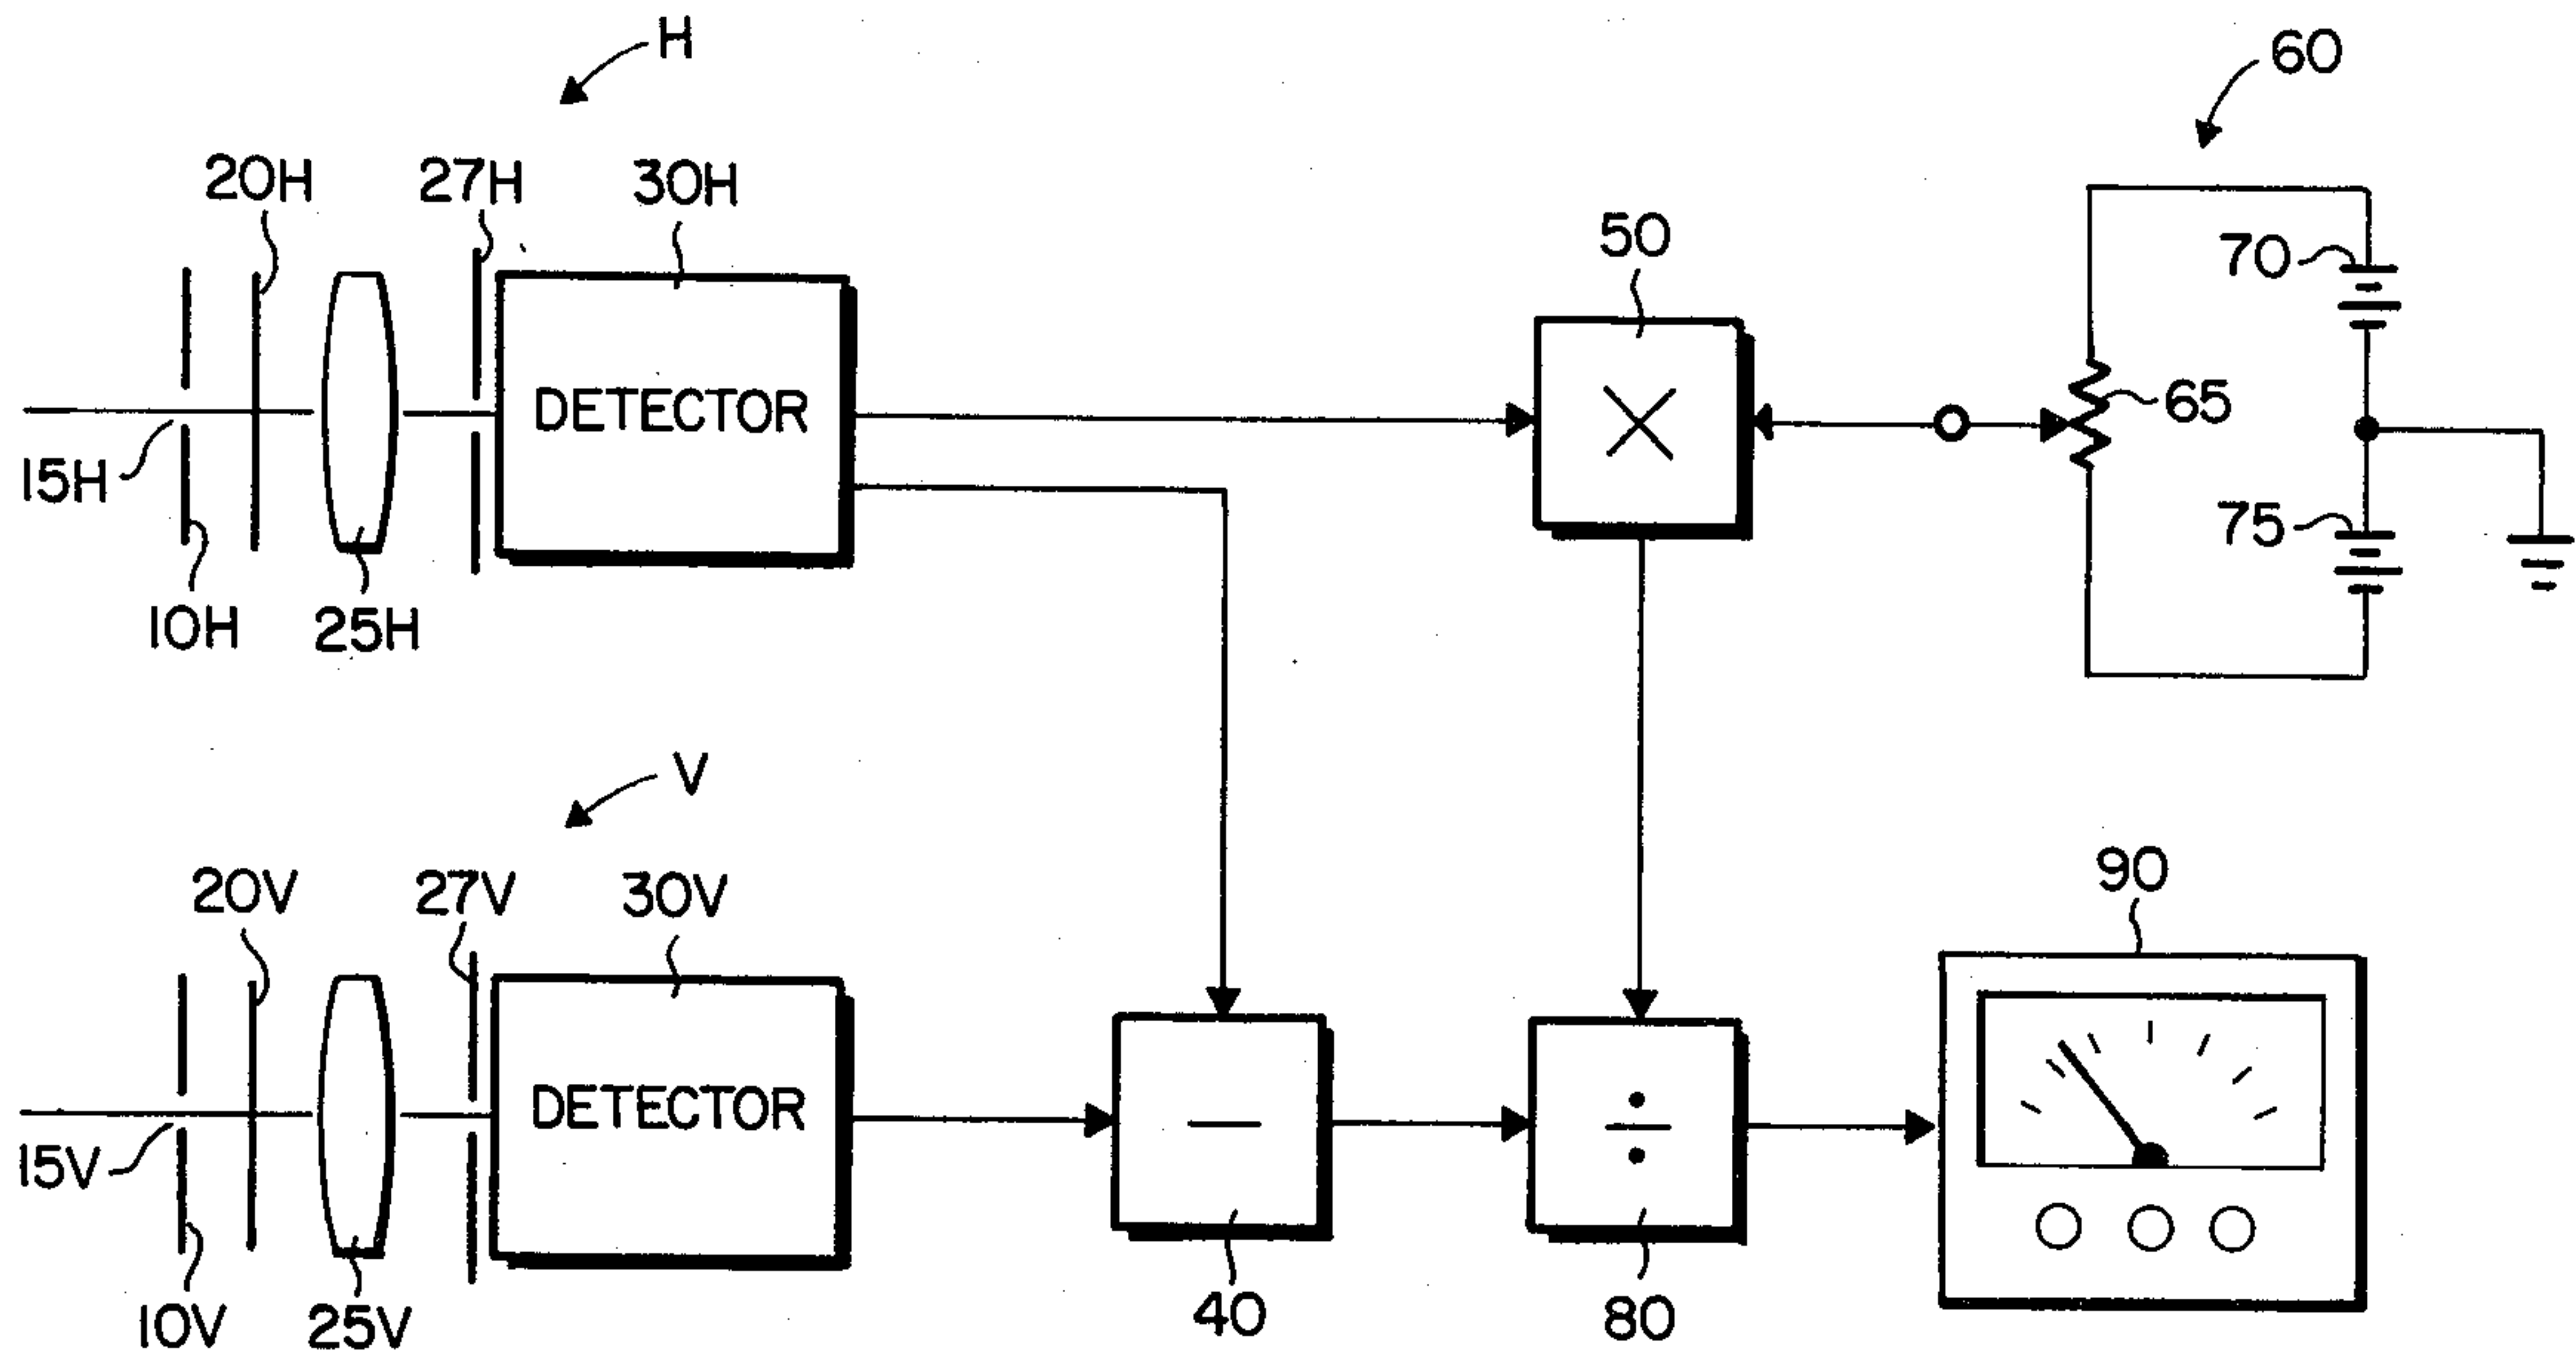 H
60
20H
27H
30H
50
70
DETECTOR
×
65
15H
75
10H
25H
V
20V
27V
30V
90
DETECTOR
−
÷
15V
10V
25V
40
80